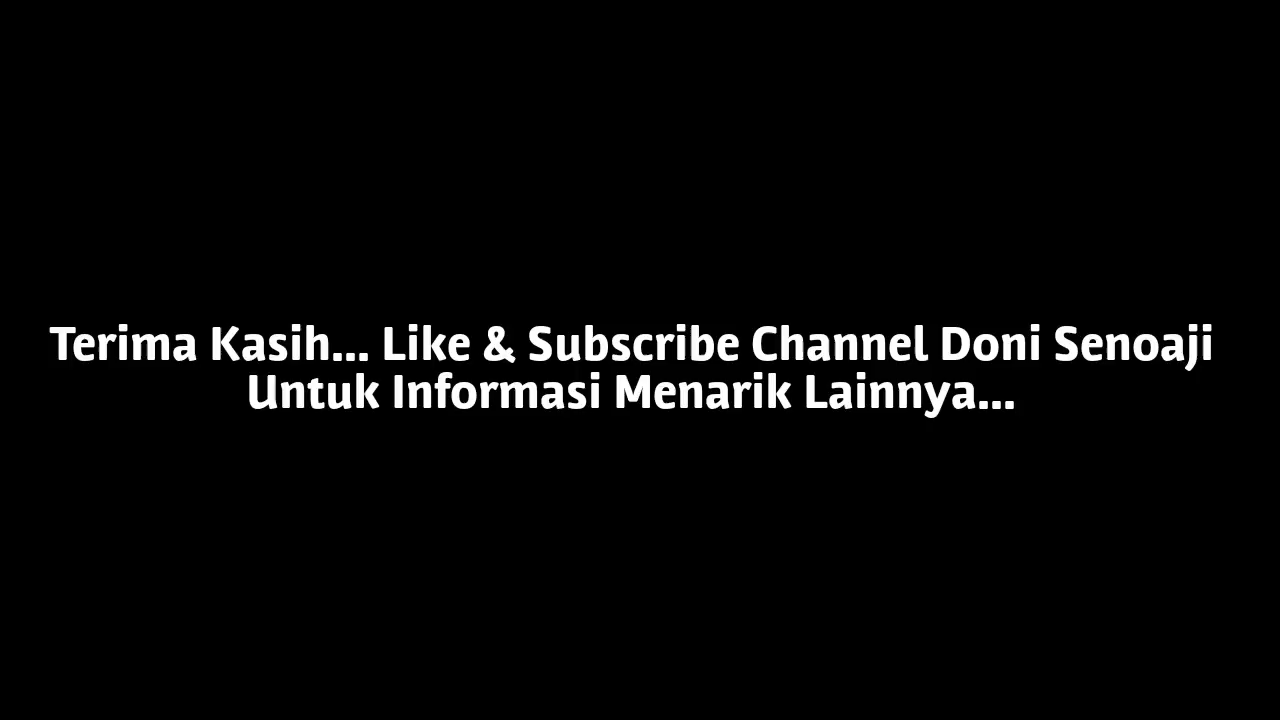 Terima Kasih... Like & Subscribe Channel Doni Senoaji
Untuk Informasi Menarik Lainnya...